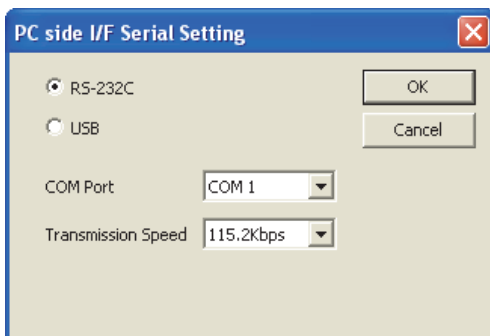 PC side I/F Serial Setting
RS-232C
OK
USB
Cancel
COM Port COM 1
Transmission Speed 115.2Kbps